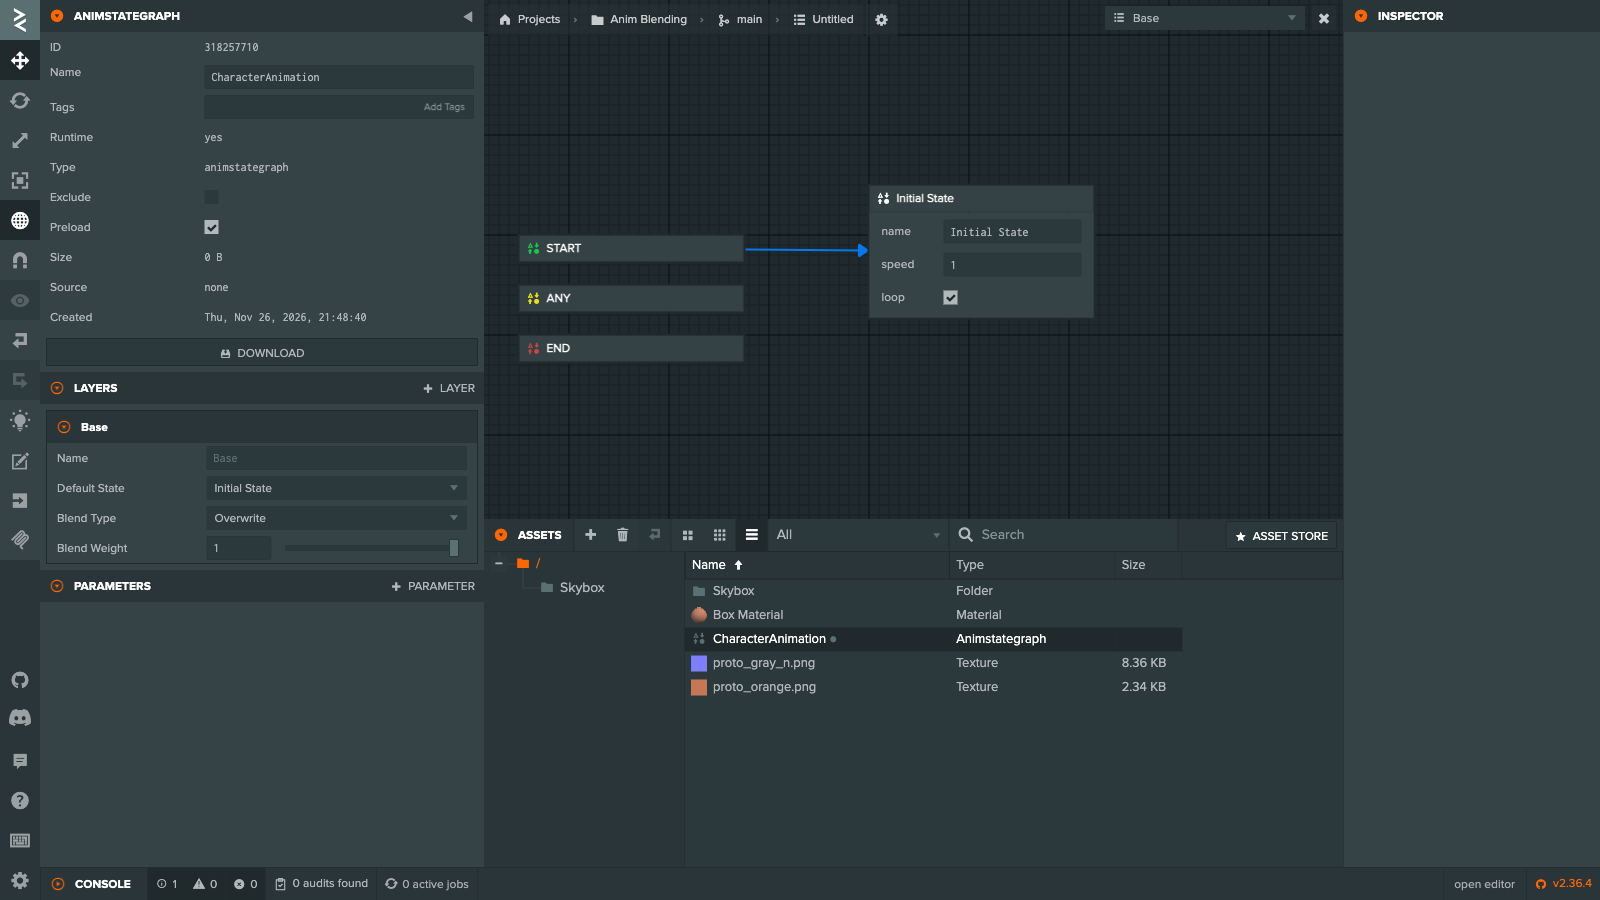 ANIMSTATEGRAPH
ID 318257710
Name CharacterAnimation
Tags Add Tags
Runtime yes
Type animstategraph
Exclude
Preload
Size 0 B
Source none
Created Thu, Nov 26, 2026, 21:48:40
DOWNLOAD
LAYERS LAYER
Base
Name Base
Default State Initial State
Blend Type Overwrite
Blend Weight 1
PARAMETERS PARAMETER
Projects › Anim Blending › main › Untitled
Base
START
ANY
END
Initial State
name Initial State
speed 1
loop
ASSETS All Search ASSET STORE
/
Skybox
Name Type Size
Skybox Folder
Box Material Material
CharacterAnimation Animstategraph
proto_gray_n.png Texture 8.36 KB
proto_orange.png Texture 2.34 KB
INSPECTOR
CONSOLE 1 0 0 0 audits found 0 active jobs
open editor v2.36.4